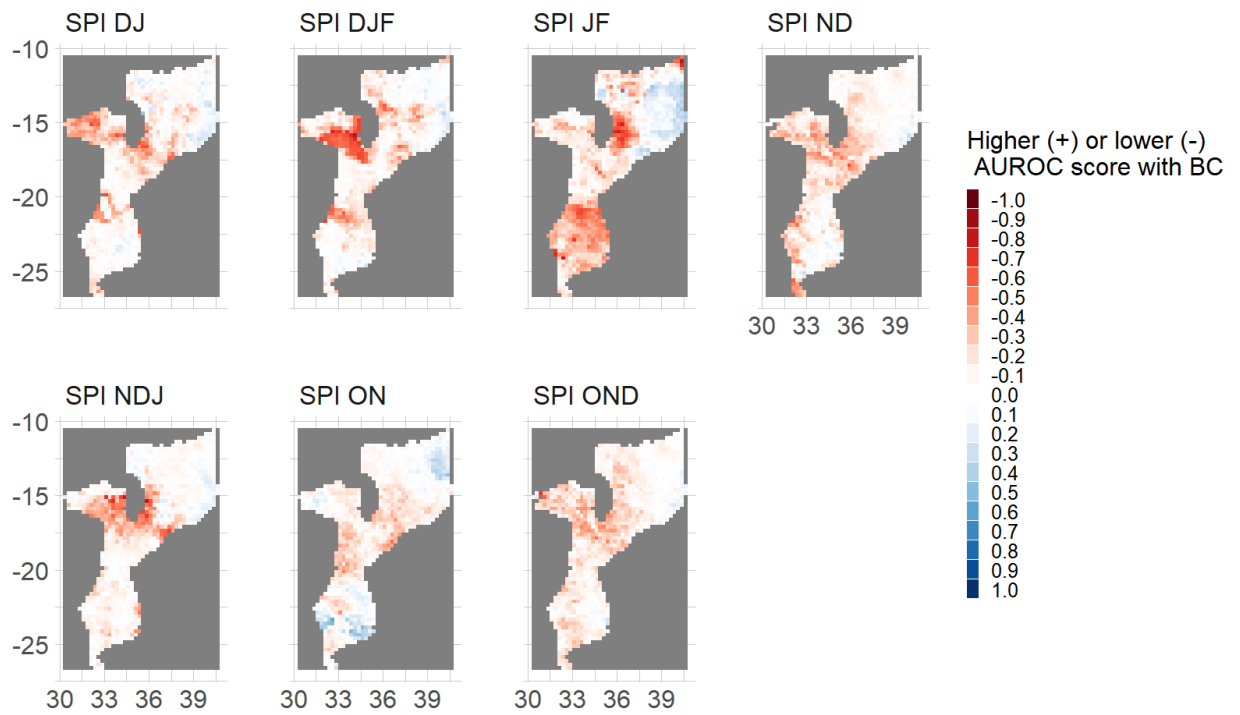 SPI DJ
SPI DJF
SPI JF
SPI ND
-10
-15
-20
-25
30 33 36 39
Higher (+) or lower (-)
AUROC score with BC
-1.0
-0.9
-0.8
-0.7
-0.6
-0.5
-0.4
-0.3
-0.2
-0.1
0.0
0.1
0.2
0.3
0.4
0.5
0.6
0.7
0.8
0.9
1.0
SPI NDJ
SPI ON
SPI OND
-10
-15
-20
-25
30 33 36 39
30 33 36 39
30 33 36 39